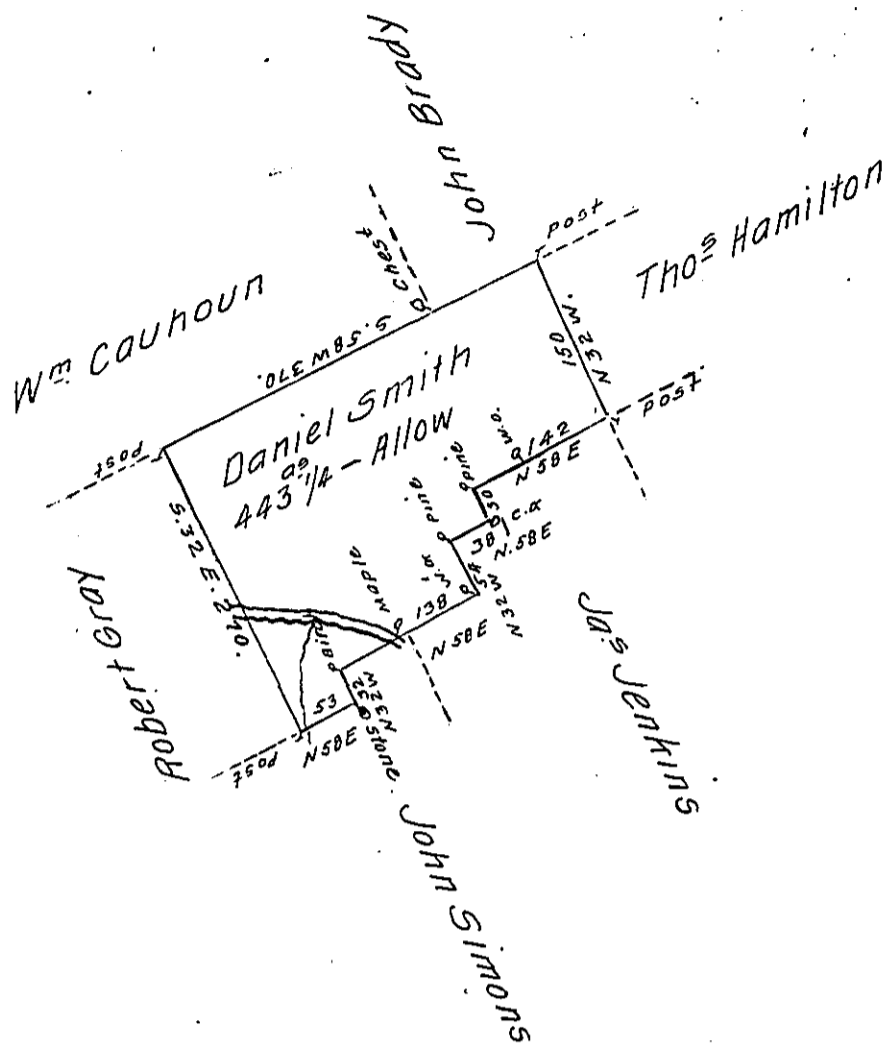 John Brady
Wm Cauhoun
Thos Hamilton
Chest
post
S. 58 W 370.
150
N 32 W.
Daniel Smith
as
443 1/4 - Allow
post
post
pine
w.o.
142
N 58 E
30
c.o
pine
38
N. 58 E
S. 32 E. 240.
Maple
w.o
54
N 32 W
138
N 58 E
Robert Gray
Jas Jenkins
32
N 32 W
53
N 58 E
stone.
post
John Simons